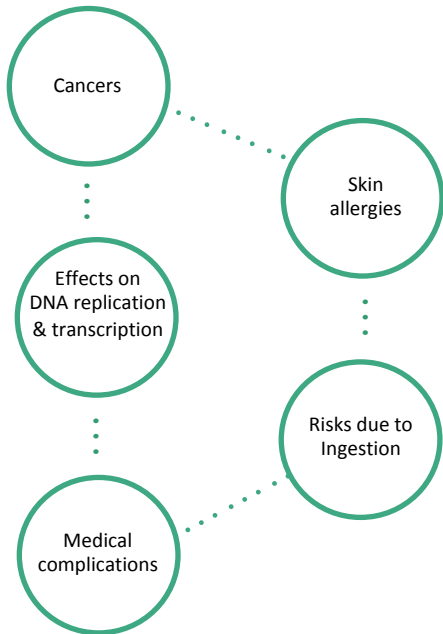 Cancers
Skin
allergies
Effects on
DNA replication
& transcription
Risks due to
Ingestion
Medical
complications